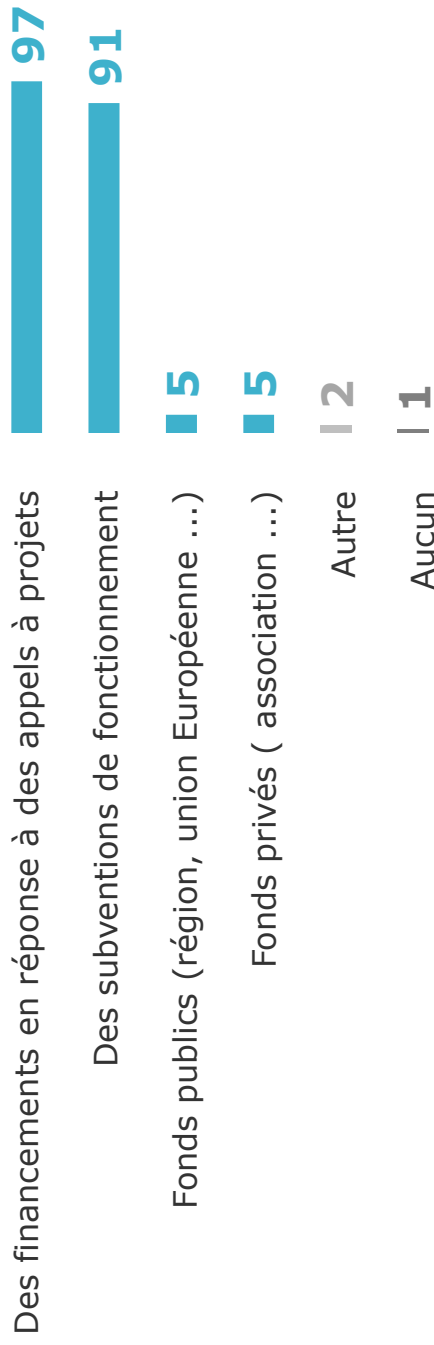 Des financements en réponse à des appels à projets 97
Des subventions de fonctionnement 91
Fonds publics (région, union Européenne ...) 5
Fonds privés ( association ...) 5
Autre 2
Aucun 1